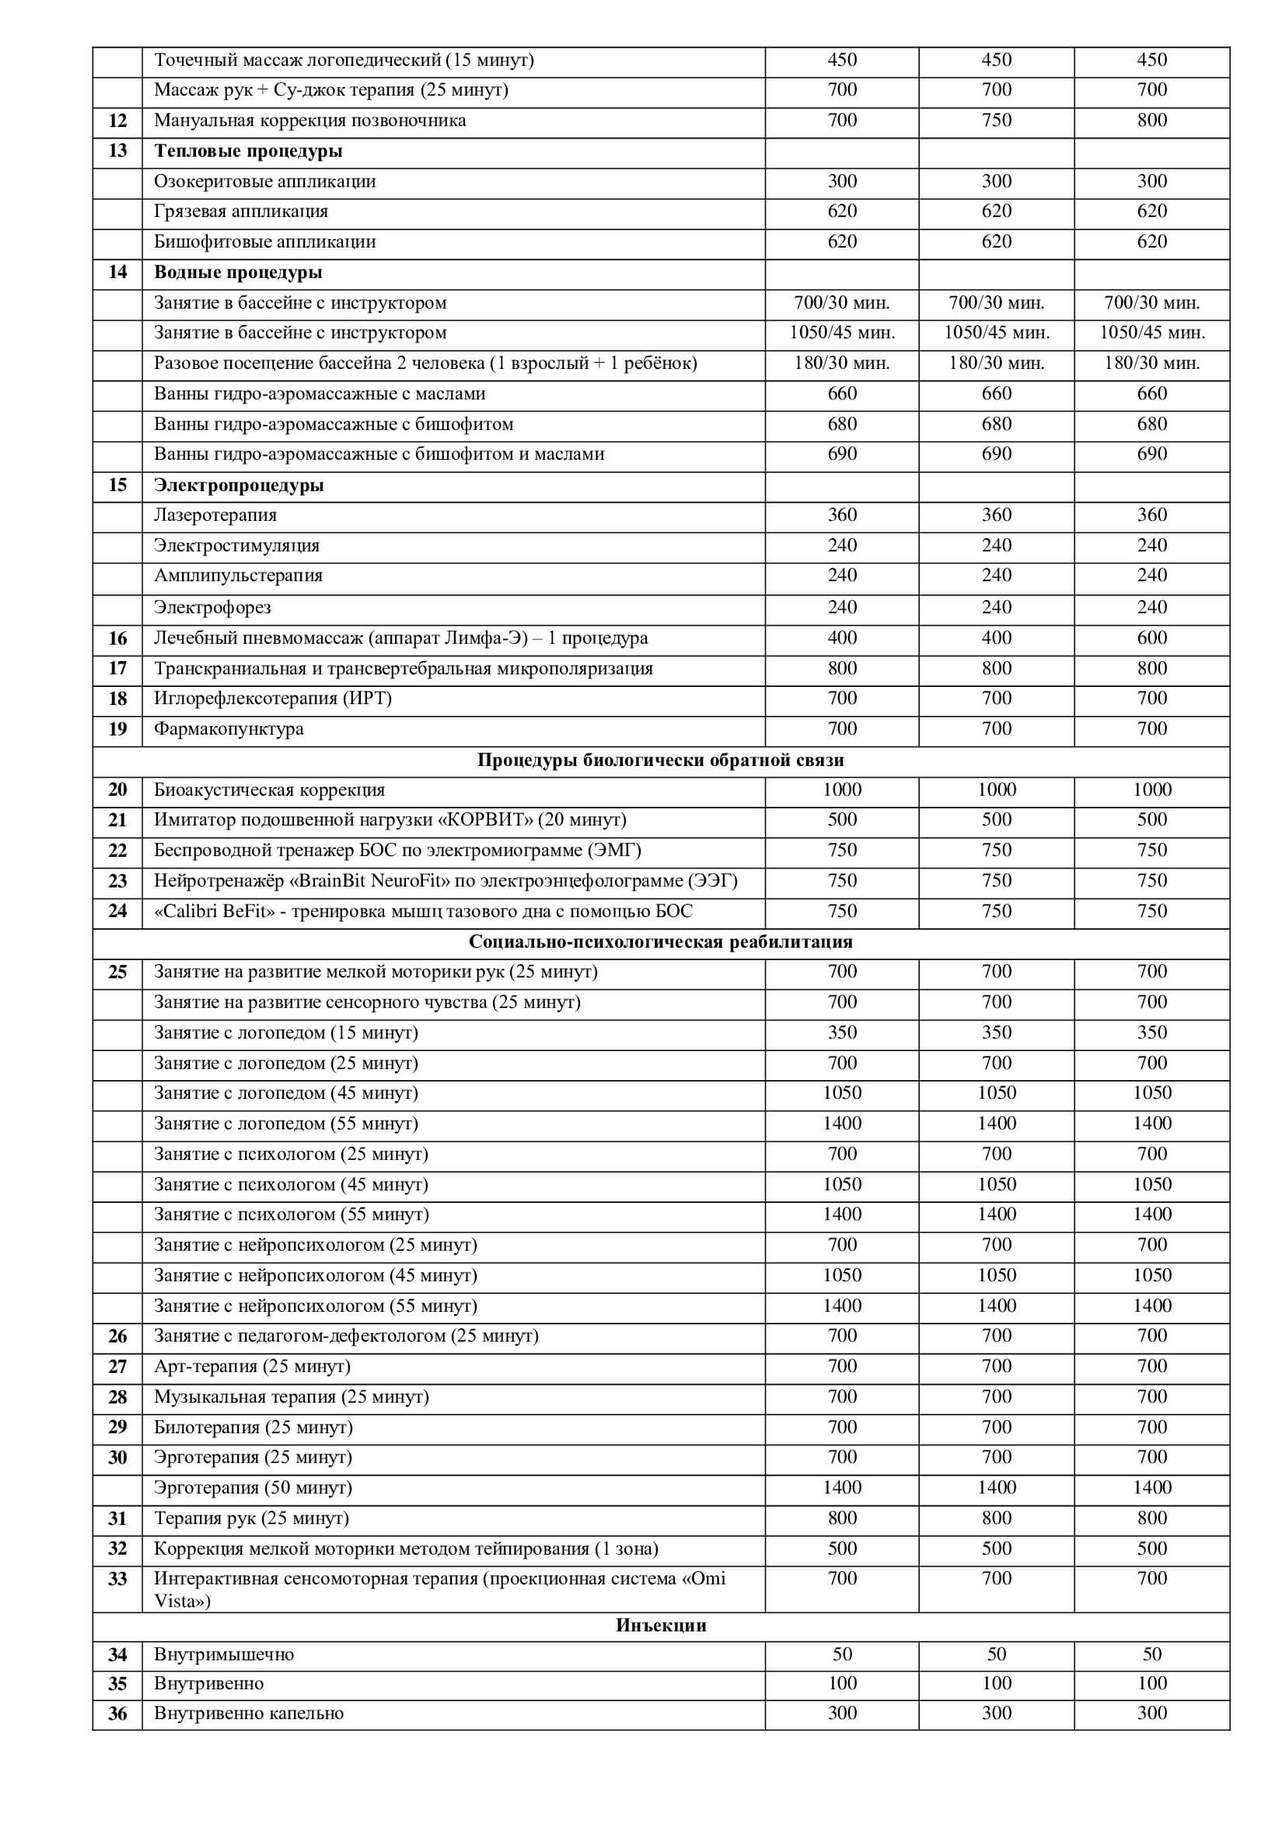 Точечный массаж логопедический (15 минут) 450 450 450
Массаж рук + Су-джок терапия (25 минут) 700 700 700
12 Мануальная коррекция позвоночника 700 750 800
13 Тепловые процедуры
Озокеритовые аппликации 300 300 300
Грязевая аппликация 620 620 620
Бишофитовые аппликации 620 620 620
14 Водные процедуры
Занятие в бассейне с инструктором 700/30 мин. 700/30 мин. 700/30 мин.
Занятие в бассейне с инструктором 1050/45 мин. 1050/45 мин. 1050/45 мин.
Разовое посещение бассейна 2 человека (1 взрослый + 1 ребёнок) 180/30 мин. 180/30 мин. 180/30 мин.
Ванны гидро-аэромассажные с маслами 660 660 660
Ванны гидро-аэромассажные с бишофитом 680 680 680
Ванны гидро-аэромассажные с бишофитом и маслами 690 690 690
15 Электропроцедуры
Лазеротерапия 360 360 360
Электростимуляция 240 240 240
Амплипульстерапия 240 240 240
Электрофорез 240 240 240
16 Лечебный пневмомассаж (аппарат Лимфа-Э) – 1 процедура 400 400 600
17 Транскраниальная и трансвертебральная микрополяризация 800 800 800
18 Иглорефлексотерапия (ИРТ) 700 700 700
19 Фармакопунктура 700 700 700
Процедуры биологически обратной связи
20 Биоакустическая коррекция 1000 1000 1000
21 Имитатор подошвенной нагрузки «КОРВИТ» (20 минут) 500 500 500
22 Беспроводной тренажер БОС по электромиограмме (ЭМГ) 750 750 750
23 Нейротренажёр «BrainBit NeuroFit» по электроэнцефолограмме (ЭЭГ) 750 750 750
24 «Calibri BeFit» - тренировка мышц тазового дна с помощью БОС 750 750 750
Социально-психологическая реабилитация
25 Занятие на развитие мелкой моторики рук (25 минут) 700 700 700
Занятие на развитие сенсорного чувства (25 минут) 700 700 700
Занятие с логопедом (15 минут) 350 350 350
Занятие с логопедом (25 минут) 700 700 700
Занятие с логопедом (45 минут) 1050 1050 1050
Занятие с логопедом (55 минут) 1400 1400 1400
Занятие с психологом (25 минут) 700 700 700
Занятие с психологом (45 минут) 1050 1050 1050
Занятие с психологом (55 минут) 1400 1400 1400
Занятие с нейропсихологом (25 минут) 700 700 700
Занятие с нейропсихологом (45 минут) 1050 1050 1050
Занятие с нейропсихологом (55 минут) 1400 1400 1400
26 Занятие с педагогом-дефектологом (25 минут) 700 700 700
27 Арт-терапия (25 минут) 700 700 700
28 Музыкальная терапия (25 минут) 700 700 700
29 Билотерапия (25 минут) 700 700 700
30 Эрготерапия (25 минут) 700 700 700
Эрготерапия (50 минут) 1400 1400 1400
31 Терапия рук (25 минут) 800 800 800
32 Коррекция мелкой моторики методом тейпирования (1 зона) 500 500 500
33 Интерактивная сенсомоторная терапия (проекционная система «Omi 700 700 700
Vista»)
Инъекции
34 Внутримышечно 50 50 50
35 Внутривенно 100 100 100
36 Внутривенно капельно 300 300 300